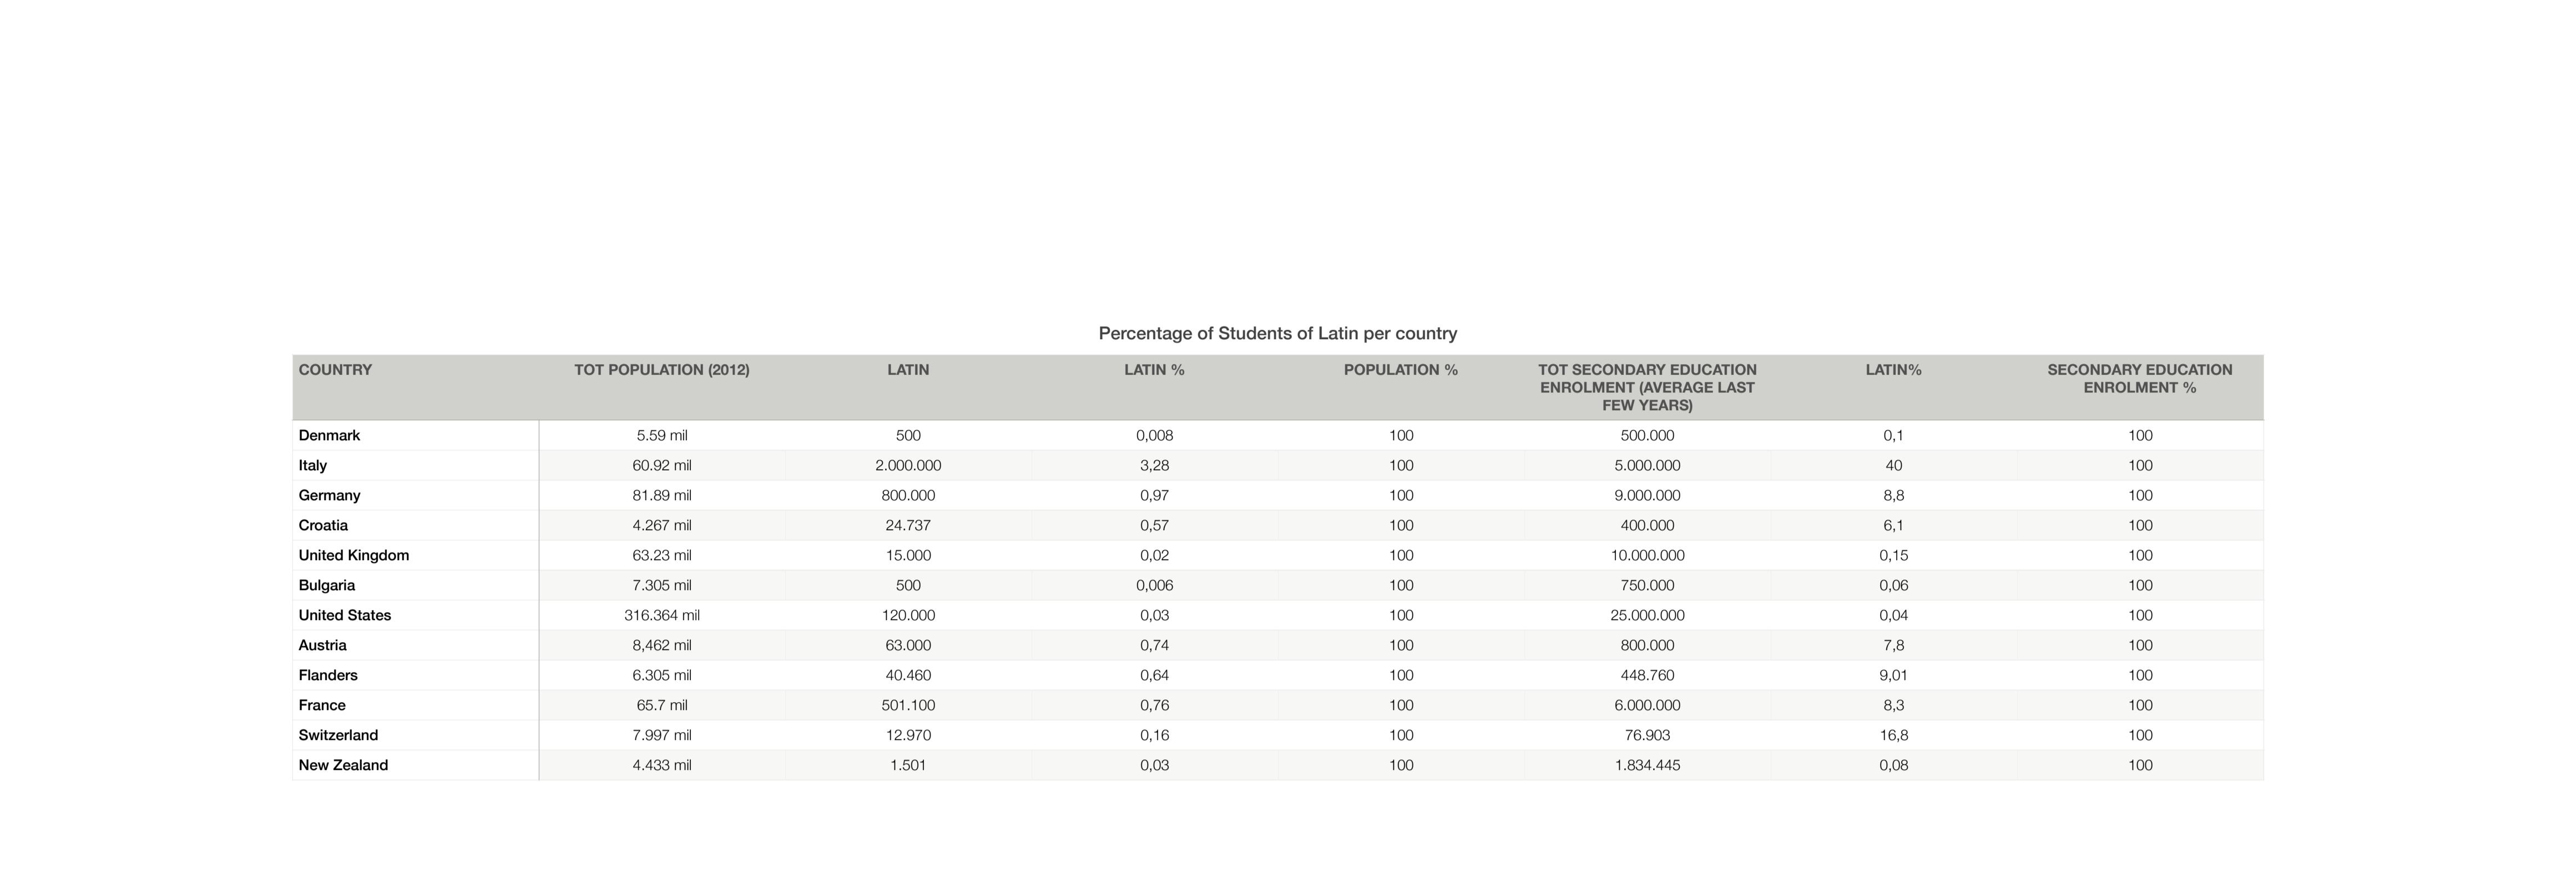 Percentage of Students of Latin per country
COUNTRY TOT POPULATION (2012) LATIN LATIN % POPULATION % TOT SECONDARY EDUCATION ENROLMENT (AVERAGE LAST FEW YEARS) LATIN% SECONDARY EDUCATION ENROLMENT %
Denmark 5.59 mil 500 0,008 100 500.000 0,1 100
Italy 60.92 mil 2.000.000 3,28 100 5.000.000 40 100
Germany 81.89 mil 800.000 0,97 100 9.000.000 8,8 100
Croatia 4.267 mil 24.737 0,57 100 400.000 6,1 100
United Kingdom 63.23 mil 15.000 0,02 100 10.000.000 0,15 100
Bulgaria 7.305 mil 500 0,006 100 750.000 0,06 100
United States 316.364 mil 120.000 0,03 100 25.000.000 0,04 100
Austria 8,462 mil 63.000 0,74 100 800.000 7,8 100
Flanders 6.305 mil 40.460 0,64 100 448.760 9,01 100
France 65.7 mil 501.100 0,76 100 6.000.000 8,3 100
Switzerland 7.997 mil 12.970 0,16 100 76.903 16,8 100
New Zealand 4.433 mil 1.501 0,03 100 1.834.445 0,08 100